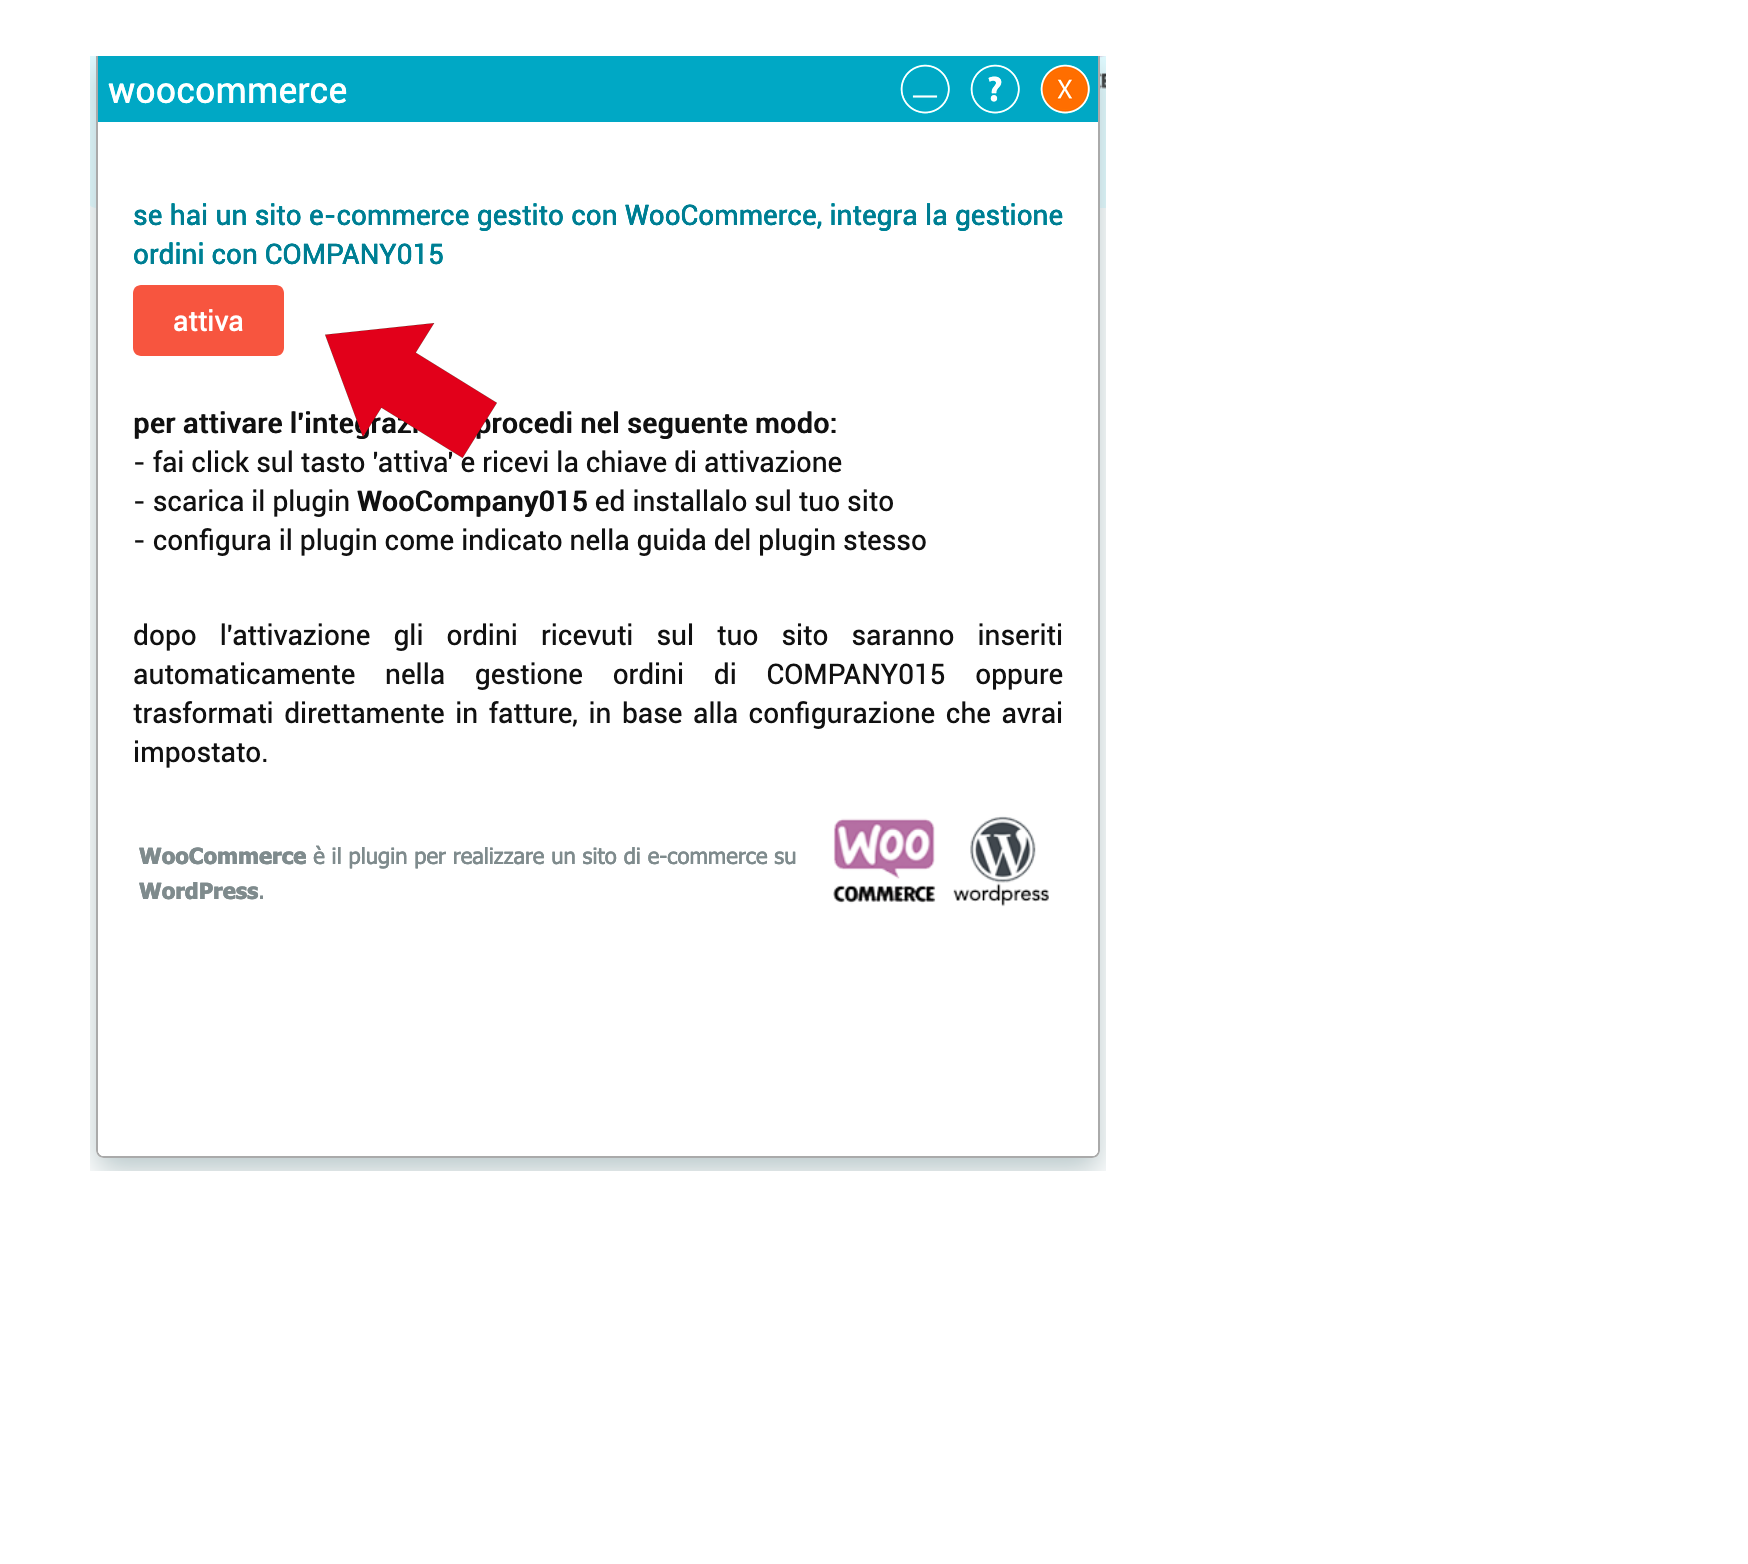 woocommerce
?
X
se hai un sito e-commerce gestito con WooCommerce, integra la gestione
ordini con COMPANY015
attiva
per attivare l'integraz procedi nel seguente modo:
- fai click sul tasto 'attiva' e ricevi la chiave di attivazione
- scarica il plugin WooCompany015 ed installalo sul tuo sito
- configura il plugin come indicato nella guida del plugin stesso
dopo l'attivazione gli ordini ricevuti sul tuo sito saranno inseriti
automaticamente nella gestione ordini di COMPANY015 oppure
trasformati direttamente in fatture, in base alla configurazione che avrai
impostato.
WooCommerce è il plugin per realizzare un sito di e-commerce su
WordPress.
WOO
COMMERCE
W
wordpress